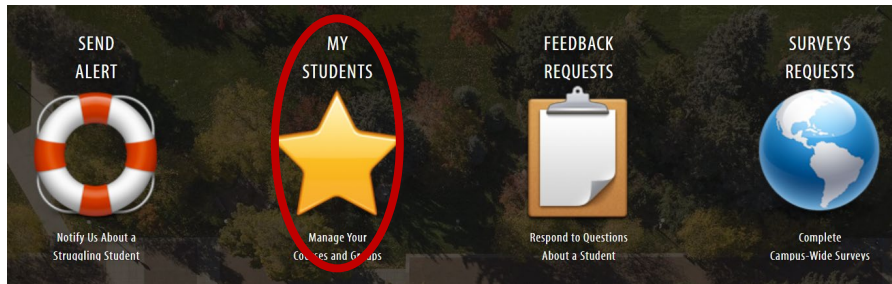 SEND
ALERT
Notify Us About a
Struggling Student
MY
STUDENTS
Manage Your
Courses and Groups
FEEDBACK
REQUESTS
Respond to Questions
About a Student
SURVEYS
REQUESTS
Complete
Campus-Wide Surveys